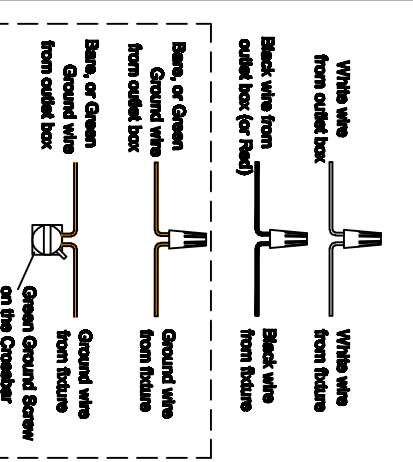 White wire
from outlet box
White wire
from fixture
Black wire from
outlet box (or Red)
Black wire
from fixture
Bare, or Green
Ground wire
from outlet box
Ground wire
from fixture
Bare, or Green
Ground wire
from outlet box
Ground wire
from fixture
Green Ground Screw
on the Crossbar